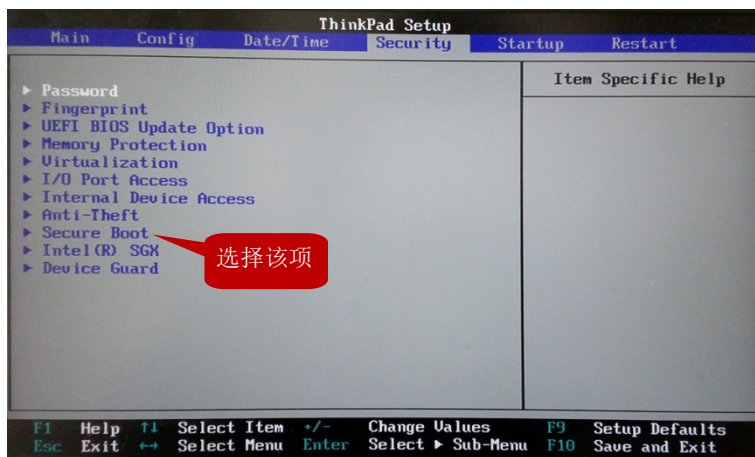 ThinkPad Setup
Main Config Date/Time Security Startup Restart
Item Specific Help
▶ Password
▶ Fingerprint
▶ UEFI BIOS Update Option
▶ Memory Protection
▶ Virtualization
▶ I/O Port Access
▶ Internal Device Access
▶ Anti-Theft
▶ Secure Boot
▶ Intel(R) SGX
▶ Device Guard
选择该项
F1 Help ↑↓ Select Item +/- Change Values F9 Setup Defaults
Esc Exit ↔ Select Menu Enter Select ▶ Sub-Menu F10 Save and Exit